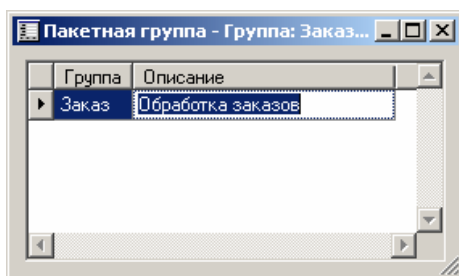 Пакетная группа - Группа: Заказ...
Группа Описание
Заказ Обработка заказов